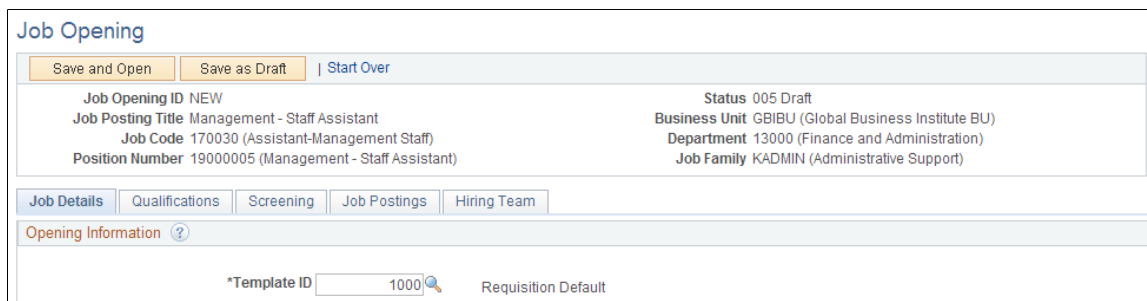 Job Opening
Save and Open Save as Draft | Start Over
Job Opening ID NEW Status 005 Draft
Job Posting Title Management - Staff Assistant Business Unit GBIBU (Global Business Institute BU)
Job Code 170030 (Assistant-Management Staff) Department 13000 (Finance and Administration)
Position Number 19000005 (Management - Staff Assistant) Job Family KADMIN (Administrative Support)
Job Details Qualifications Screening Job Postings Hiring Team
Opening Information ?
*Template ID 1000 Requisition Default